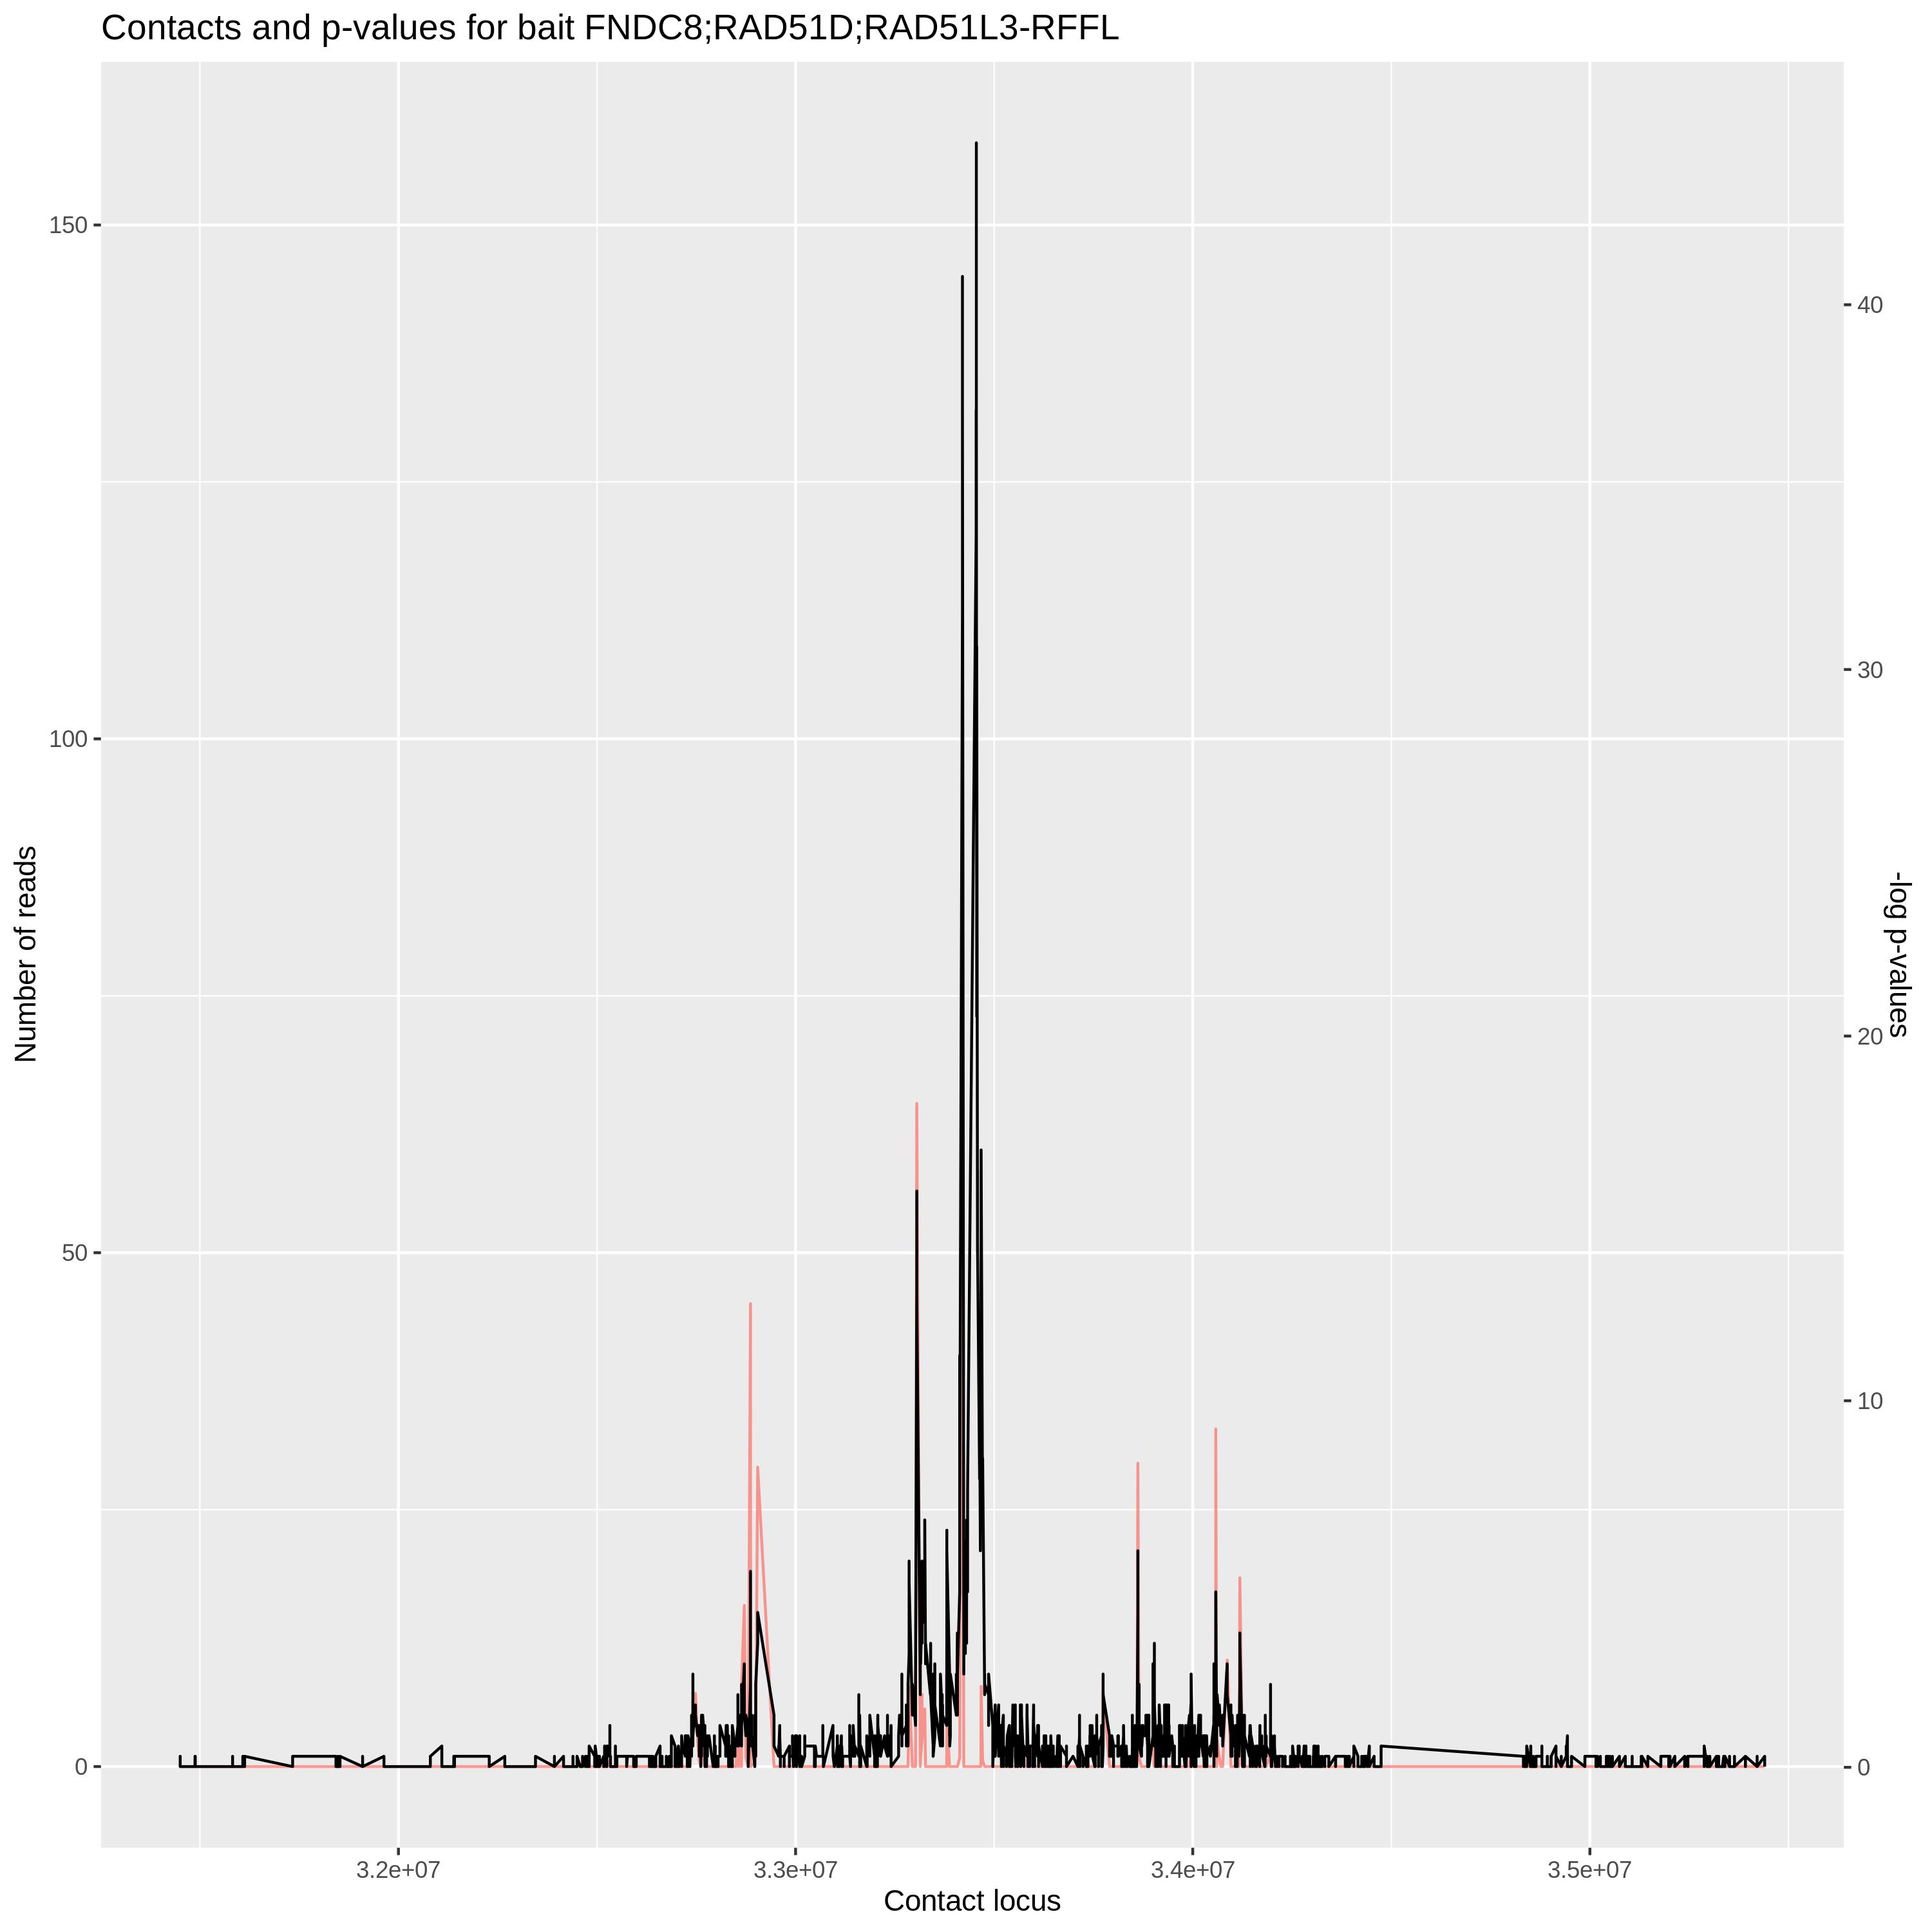 Contacts and p-values for bait FNDC8;RAD51D;RAD51L3-RFFL
150
100
50
0
Number of reads
40
30
20
10
0
-log p-values
3.2e+07
3.3e+07
3.4e+07
3.5e+07
Contact locus